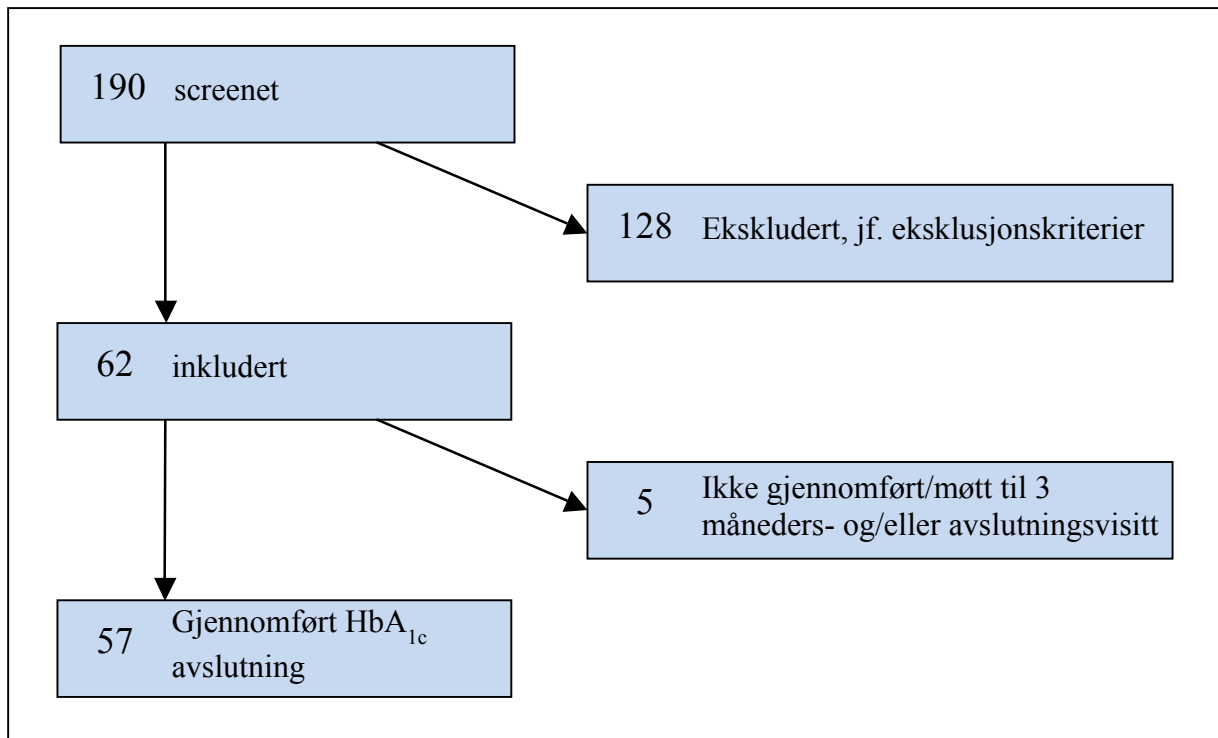 190 screenet
128 Ekskludert, jf. eksklusjonskriterier
62 inkludert
5 Ikke gjennomført/møtt til 3
måneders- og/eller avslutningsvisitt
57 Gjennomført HbA1c
avslutning